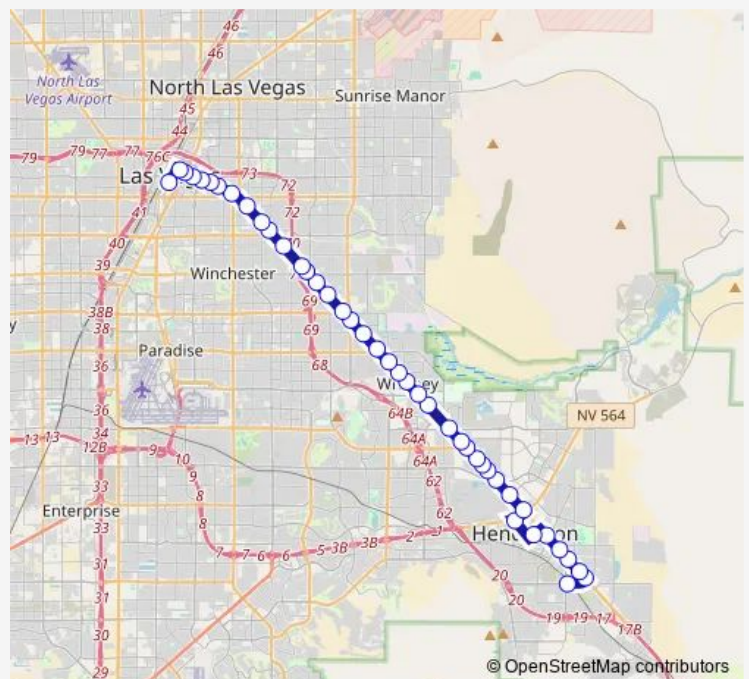 46
46
North Las
Vegas Airport
North Las Vegas
Sunrise Manor
45
44
79 79 77 77 76C
73
72
Las
72
41
40
39
Winchester
38B
38
69
69
Paradise
36
68
36
64B
NV 564
34
13 13
12B
9
10
64A
64A
9
62
33
8
Enterprise
8
62
33
7 7 6 6 5 3B 3B 2 1
Hend
on
31
20
20
19 19 17
17B
30
29
© OpenStreetMap contributors